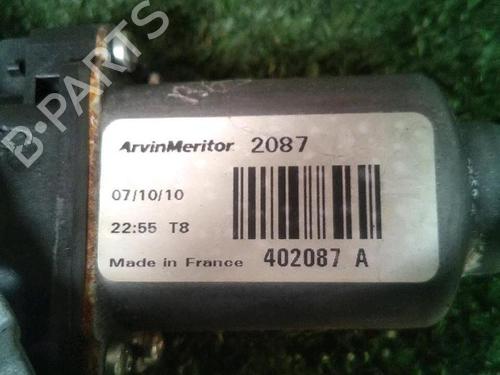 B-PARTS
ArvinMeritor 2087
07/10/10
22:55 T8
Made in France 402087 A